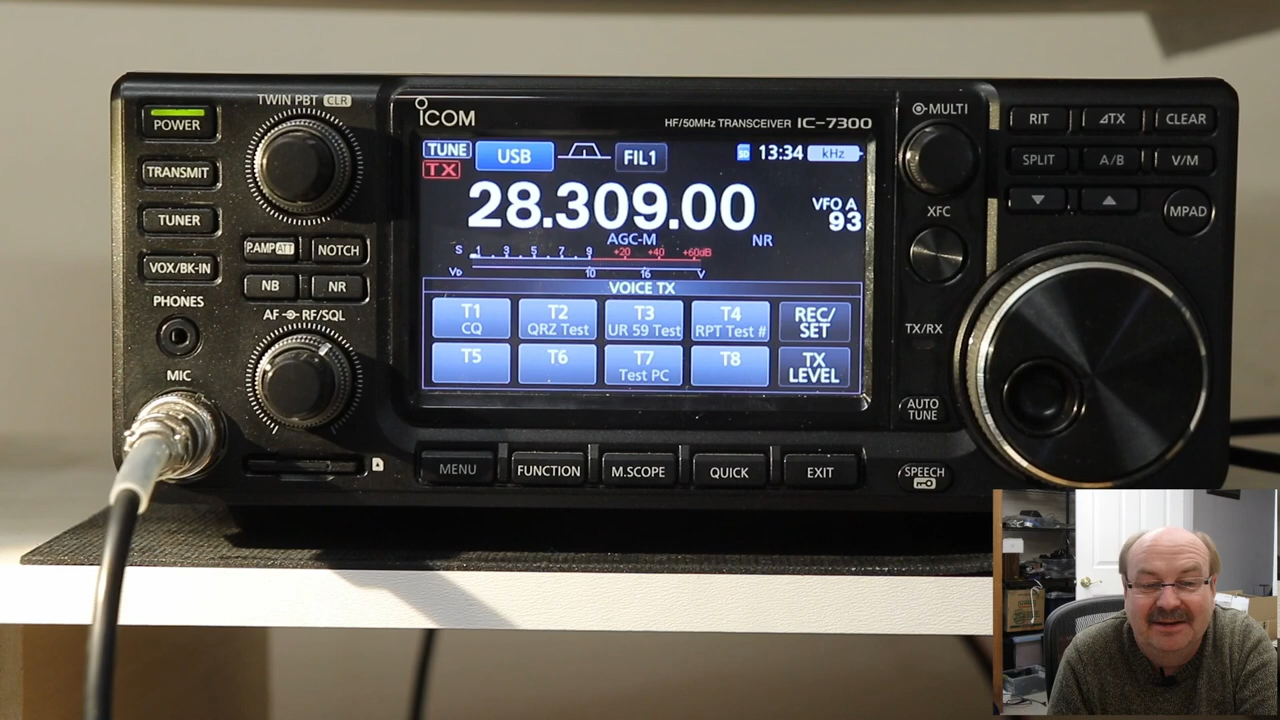 TWIN PBT CLR
POWER
TRANSMIT
TUNER
VOX/BK-IN
P.AMP ATT
NOTCH
NB
NR
PHONES
AF RF/SQL
MIC
ICOM
HF/50MHz TRANSCEIVER IC-7300
TUNE
TX
USB
FIL1
SD
13:34
kHz
28.309.00
VFO A
93
AGC-M
NR
S 1 3 5 7 9 +20 +40 +60dB
VD 10 16 V
VOICE TX
T1
CQ
T2
QRZ Test
T3
UR 59 Test
T4
RPT Test #
REC/
SET
T5
T6
T7
Test PC
T8
TX
LEVEL
MENU
FUNCTION
M.SCOPE
QUICK
EXIT
MULTI
XFC
TX/RX
AUTO
TUNE
SPEECH
RIT
⊿TX
CLEAR
SPLIT
A/B
V/M
▼
▲
MPAD